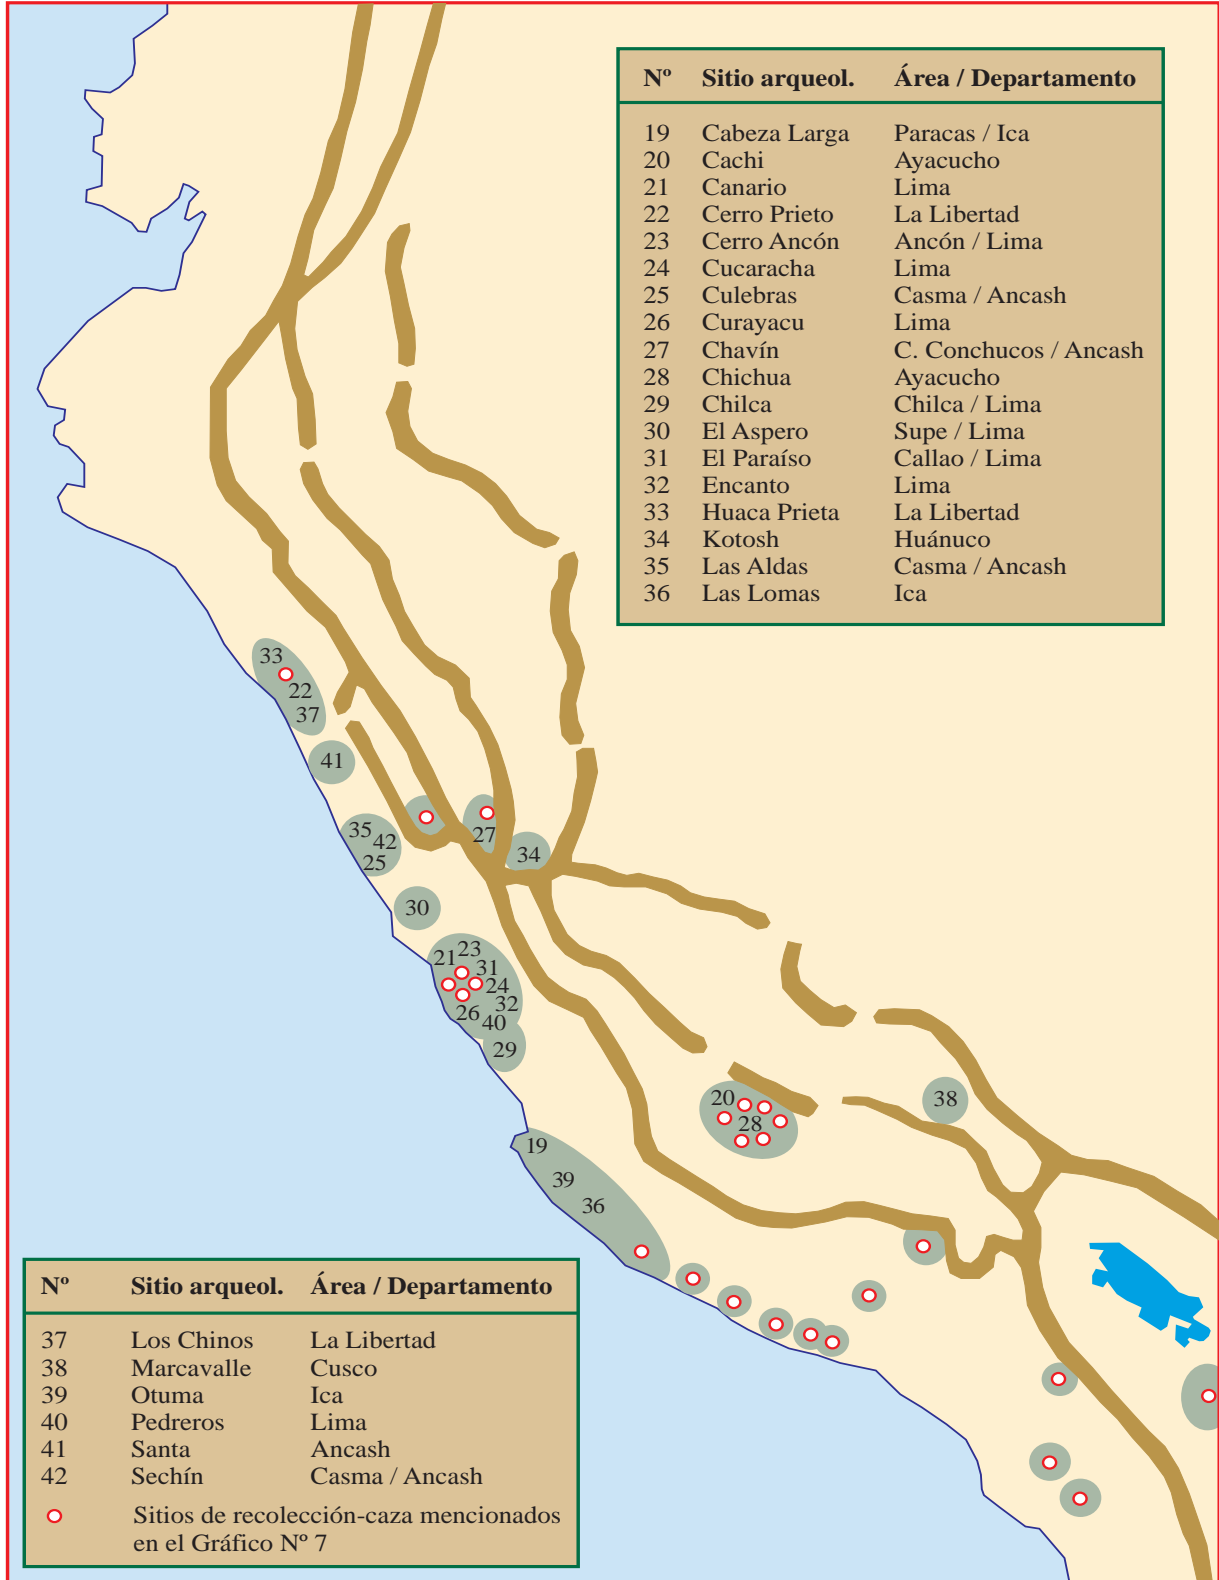 Nº Sitio arqueol. Área / Departamento
19 Cabeza Larga Paracas / Ica
20 Cachi Ayacucho
21 Canario Lima
22 Cerro Prieto La Libertad
23 Cerro Ancón Ancón / Lima
24 Cucaracha Lima
25 Culebras Casma / Ancash
26 Curayacu Lima
27 Chavín C. Conchucos / Ancash
28 Chichua Ayacucho
29 Chilca Chilca / Lima
30 El Aspero Supe / Lima
31 El Paraíso Callao / Lima
32 Encanto Lima
33 Huaca Prieta La Libertad
34 Kotosh Huánuco
35 Las Aldas Casma / Ancash
36 Las Lomas Ica
33
22
37
41
35
42
25
27
34
30
23
21
31
24
32
26
40
29
20
28
38
19
39
36
Nº Sitio arqueol. Área / Departamento
37 Los Chinos La Libertad
38 Marcavalle Cusco
39 Otuma Ica
40 Pedreros Lima
41 Santa Ancash
42 Sechín Casma / Ancash
Sitios de recolección-caza mencionados
en el Gráfico Nº 7